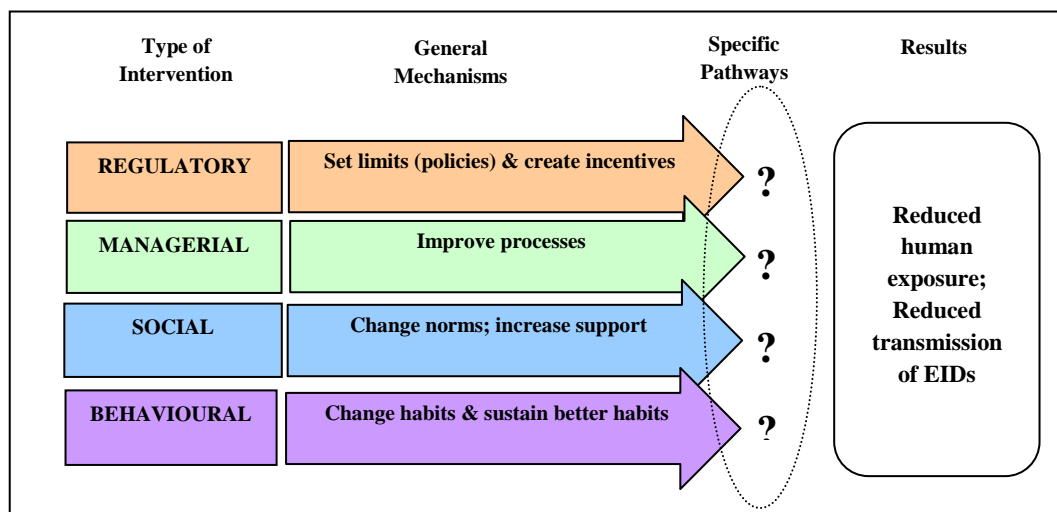 Type of
Intervention
General
Mechanisms
Specific
Pathways
Results
REGULATORY
Set limits (policies) & create incentives
?
MANAGERIAL
Improve processes
?
SOCIAL
Change norms; increase support
?
BEHAVIOURAL
Change habits & sustain better habits
?
Reduced
human
exposure;
Reduced
transmission
of EIDs